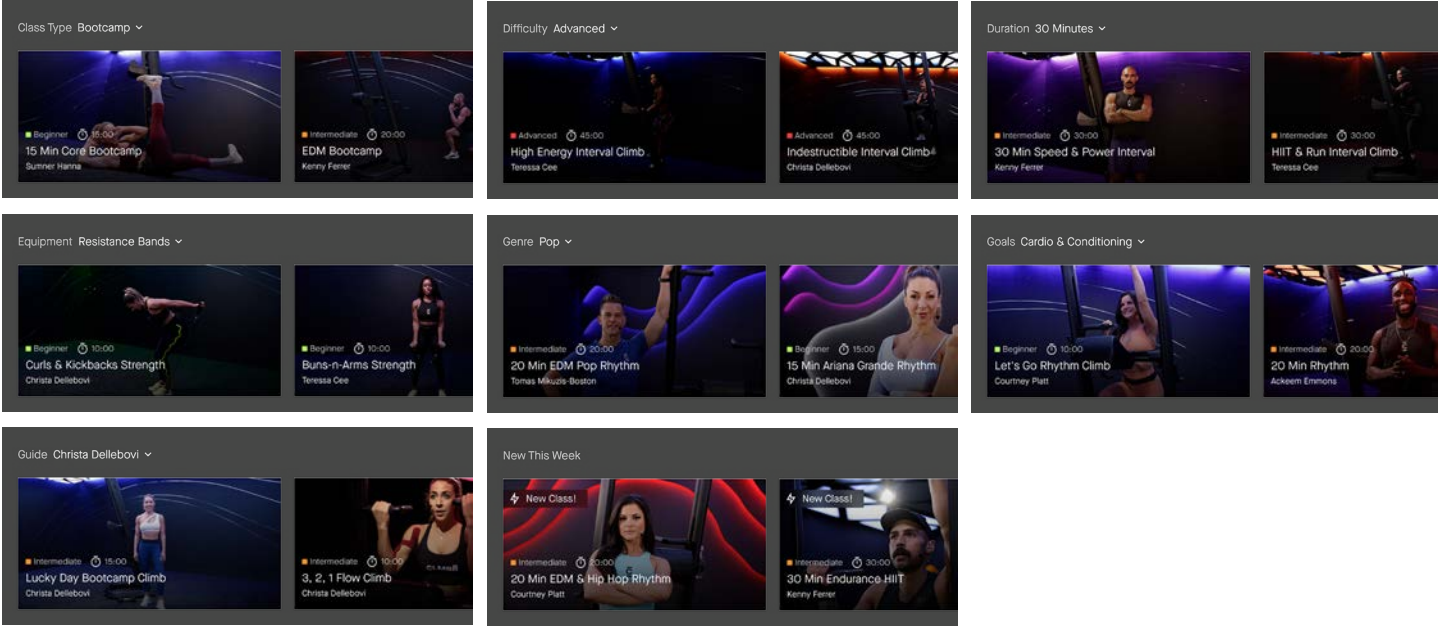 Class Type Bootcamp
Beginner 15:00
15 Min Core Bootcamp
Sumner Hanna
Intermediate 20:00
EDM Bootcamp
Kenny Ferrer
Difficulty Advanced
Advanced 45:00
High Energy Interval Climb
Teressa Cee
Advanced 45:00
Indestructible Interval Climb
Christa Dellebovi
Duration 30 Minutes
Intermediate 30:00
30 Min Speed & Power Interval
Kenny Ferrer
Intermediate 30:00
HIIT & Run Interval Climb
Teressa Cee
Equipment Resistance Bands
Beginner 10:00
Curls & Kickbacks Strength
Christa Dellebovi
Beginner 10:00
Buns-n-Arms Strength
Teressa Cee
Genre Pop
Intermediate 20:00
20 Min EDM Pop Rhythm
Tomas Mikuzis-Boston
Beginner 15:00
15 Min Ariana Grande Rhythm
Christa Dellebovi
Goals Cardio & Conditioning
Beginner 10:00
Let's Go Rhythm Climb
Courtney Platt
Intermediate 20:00
20 Min Rhythm
Ackeem Emmons
Guide Christa Dellebovi
Intermediate 15:00
Lucky Day Bootcamp Climb
Christa Dellebovi
Intermediate 10:00
3, 2, 1 Flow Climb
Christa Dellebovi
New This Week
New Class!
Intermediate 20:00
20 Min EDM & Hip Hop Rhythm
Courtney Platt
New Class!
Intermediate 30:00
30 Min Endurance HIIT
Kenny Ferrer